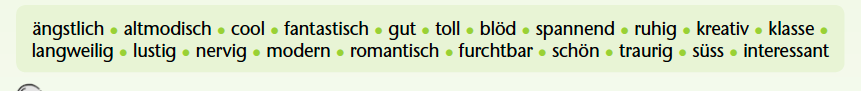 ängstlich • altmodisch • cool • fantastisch • gut • toll • blöd • spannend • ruhig • kreativ • klasse •
langweilig • lustig • nervig • modern • romantisch • furchtbar • schön • traurig • süss • interessant